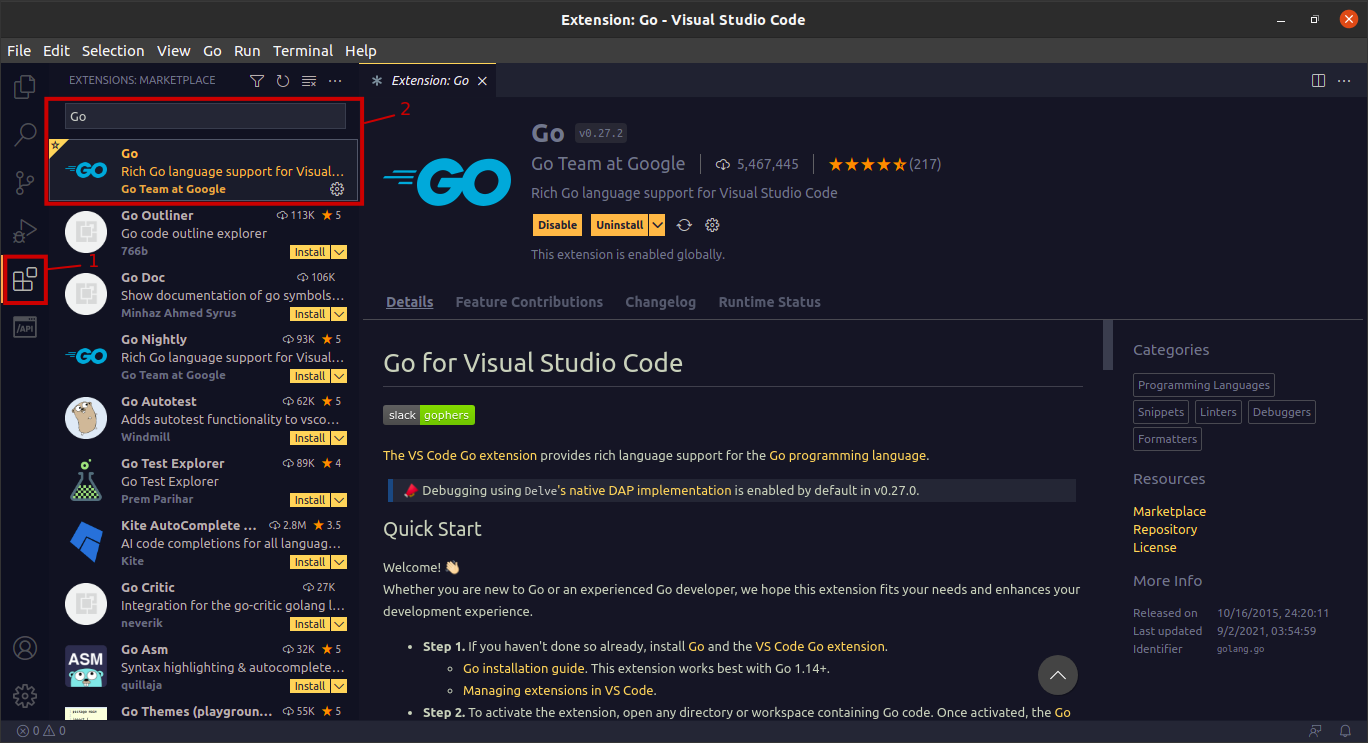 Extension: Go - Visual Studio Code
File Edit Selection View Go Run Terminal Help
EXTENSIONS: MARKETPLACE
Go
2
Go
Rich Go language support for Visual...
Go Team at Google
GO
Go Outliner 113K 5
Go code outline explorer
766b Install
1
Go Doc 106K
Show documentation of go symbols...
Minhaz Ahmed Syrus Install
Go Nightly 93K 5
Rich Go language support for Visual...
Go Team at Google Install
GO
Go Autotest 62K 5
Adds autotest functionality to vsco...
Windmill Install
/API
Go Test Explorer 89K 4
Go Test Explorer
Prem Parihar Install
Kite AutoComplete ... 2.8M 3.5
AI code completions for all languag...
Kite Install
Go Critic 27K
Integration for the go-critic golang l...
neverik Install
Go Asm 32K 5
Syntax highlighting & autocomplete...
quillaja Install
ASM
Go Themes (playgroun... 55K 5
Extension: Go
GO
Go v0.27.2
Go Team at Google 5,467,445 (217)
Rich Go language support for Visual Studio Code
Disable Uninstall
This extension is enabled globally.
Details Feature Contributions Changelog Runtime Status
Go for Visual Studio Code
slack gophers
The VS Code Go extension provides rich language support for the Go programming language.
Debugging using Delve's native DAP implementation is enabled by default in v0.27.0.
Quick Start
Welcome! 👋🏻
Whether you are new to Go or an experienced Go developer, we hope this extension fits your needs and enhances your
development experience.
• Step 1. If you haven't done so already, install Go and the VS Code Go extension.
◦ Go installation guide. This extension works best with Go 1.14+.
◦ Managing extensions in VS Code.
• Step 2. To activate the extension, open any directory or workspace containing Go code. Once activated, the Go
Categories
Programming Languages
Snippets Linters Debuggers
Formatters
Resources
Marketplace
Repository
License
More Info
Released on 10/16/2015, 24:20:11
Last updated 9/2/2021, 03:54:59
Identifier golang.go
0 0